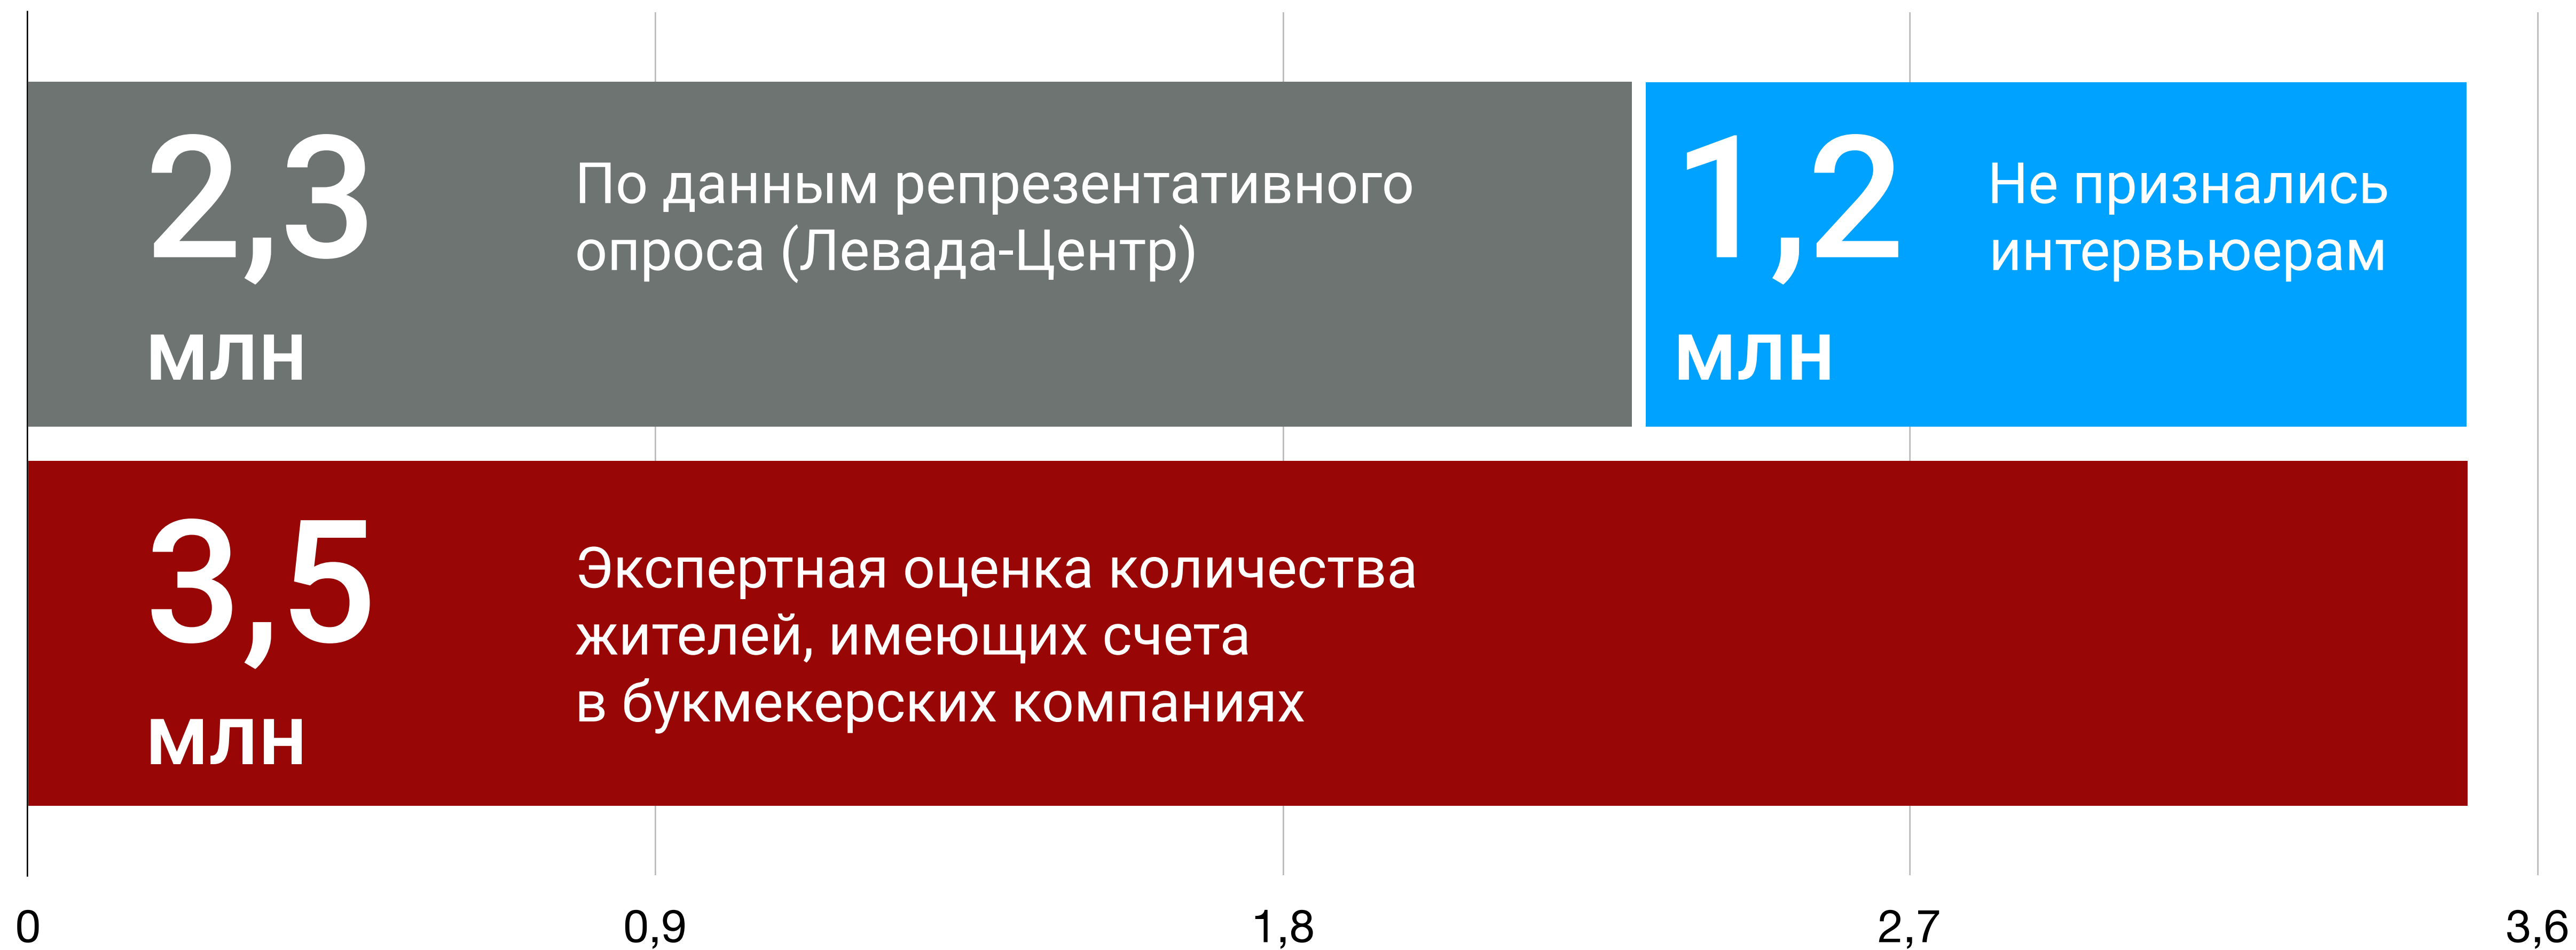 2,3
млн
По данным репрезентативного
опроса (Левада-Центр)
1,2
млн
Не признались
интервьюерам
3,5
млн
Экспертная оценка количества
жителей, имеющих счета
в букмекерских компаниях
0
0,9
1,8
2,7
3,6